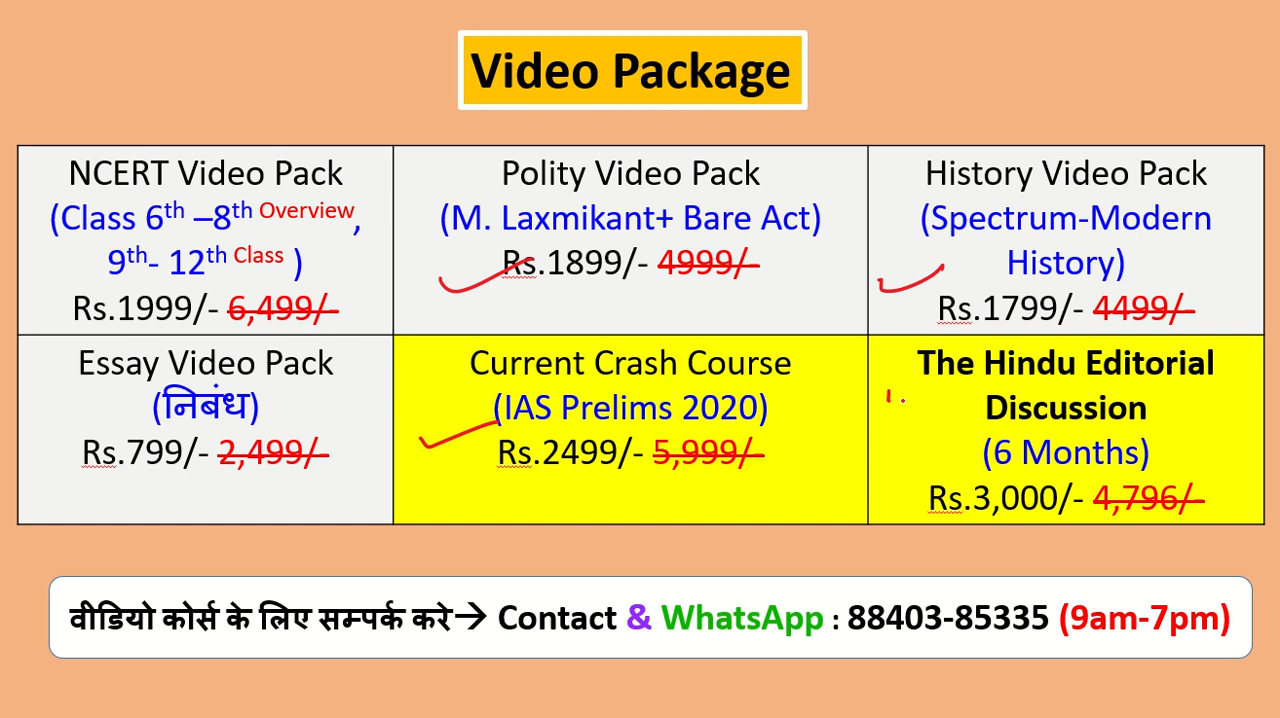 Video Package
NCERT Video Pack
(Class 6th –8th Overview,
9th- 12th Class )
Rs.1999/- 6,499/-
Polity Video Pack
(M. Laxmikant+ Bare Act)
Rs.1899/- 4999/-
History Video Pack
(Spectrum-Modern
History)
Rs.1799/- 4499/-
Essay Video Pack
(निबंध)
Rs.799/- 2,499/-
Current Crash Course
(IAS Prelims 2020)
Rs.2499/- 5,999/-
The Hindu Editorial
Discussion
(6 Months)
Rs.3,000/- 4,796/-
वीडियो कोर्स के लिए सम्पर्क करे→ Contact & WhatsApp : 88403-85335 (9am-7pm)